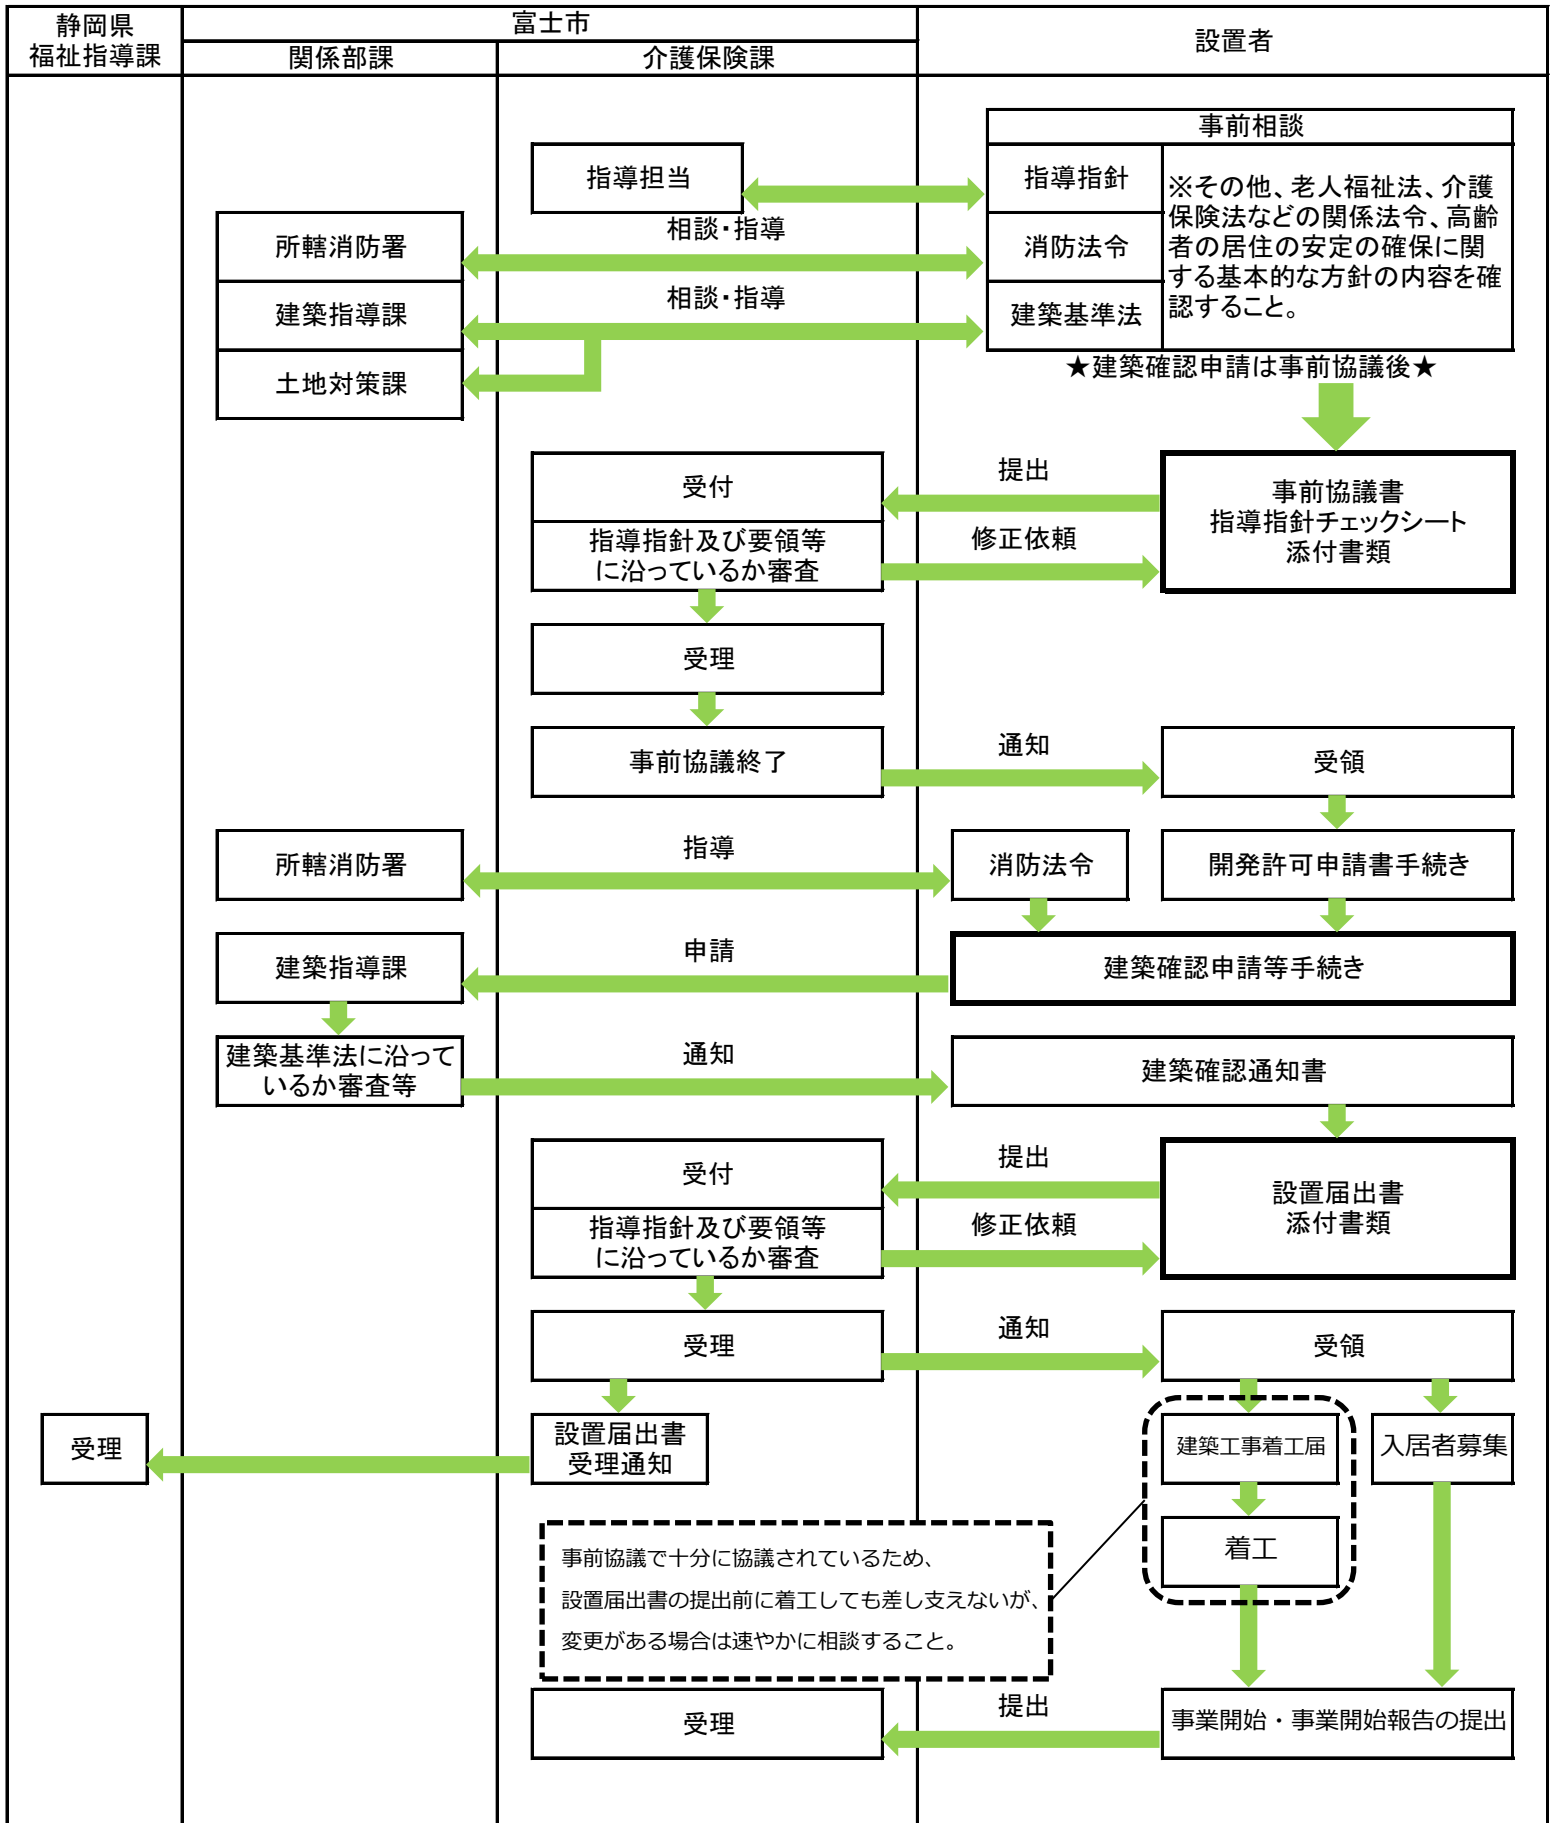 静岡県
福祉指導課
富士市
関係部課
介護保険課
設置者
事前相談
指導担当
指導指針
※その他、老人福祉法、介護
保険法などの関係法令、高齢
者の居住の安定の確保に関
する基本的な方針の内容を確
認すること。
相談・指導
所轄消防署
消防法令
相談・指導
建築指導課
建築基準法
土地対策課
★建築確認申請は事前協議後★
受付
提出
事前協議書
指導指針チェックシート
添付書類
指導指針及び要領等
に沿っているか審査
修正依頼
受理
事前協議終了
通知
受領
所轄消防署
指導
消防法令
開発許可申請書手続き
建築指導課
申請
建築確認申請等手続き
建築基準法に沿って
いるか審査等
通知
建築確認通知書
受付
提出
設置届出書
添付書類
指導指針及び要領等
に沿っているか審査
修正依頼
受理
通知
受領
受理
設置届出書
受理通知
建築工事着工届
入居者募集
着工
事前協議で十分に協議されているため、
設置届出書の提出前に着工しても差し支えないが、
変更がある場合は速やかに相談すること。
受理
提出
事業開始・事業開始報告の提出